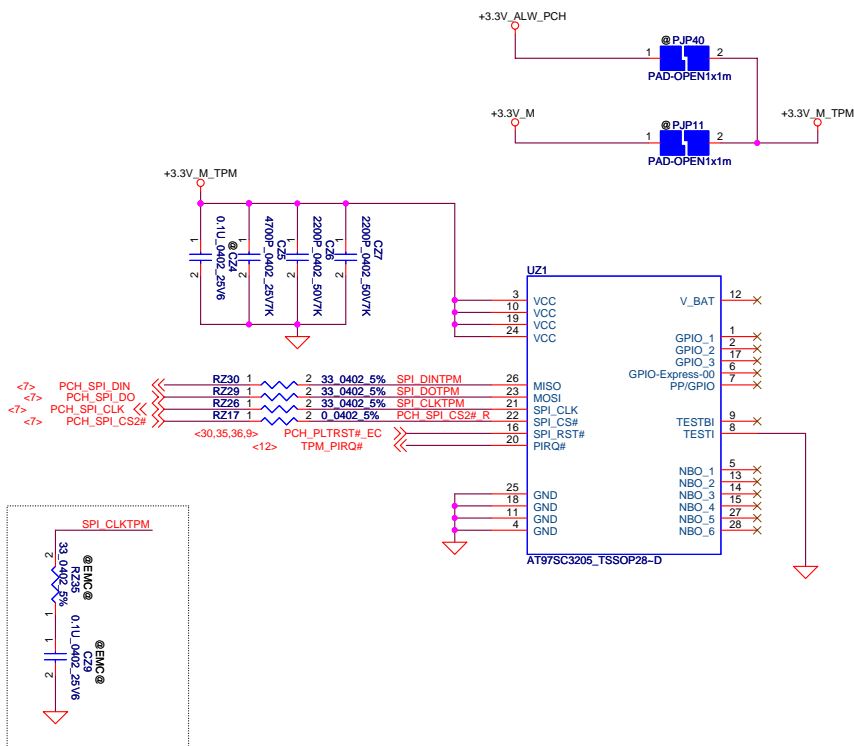 +3.3V_ALW_PCH
@ PJP40
1 2
PAD-OPEN1x1m
+3.3V_M
@ PJP11
1 2
PAD-OPEN1x1m
+3.3V_M_TPM
+3.3V_M_TPM
1 2
0.1U_0402_25V6
@ CZ4
1 2
4700P_0402_25V7K
CZ5
1 2
2200P_0402_50V7K
CZ6
1 2
2200P_0402_50V7K
CZ7
UZ1
3 VCC
10 VCC
19 VCC
24 VCC
V_BAT 12
GPIO_1 1
GPIO_2 2
GPIO_3 17
GPIO-Express-00 6
PP/GPIO 7
<7> PCH_SPI_DIN RZ30 1 2 33_0402_5% SPI_DINTPM 26 MISO
<7> PCH_SPI_DO RZ29 1 2 33_0402_5% SPI_DOTPM 23 MOSI
<7> PCH_SPI_CLK RZ26 1 2 33_0402_5% SPI_CLKTPM 21 SPI_CLK
<7> PCH_SPI_CS2# RZ17 1 2 0_0402_5% PCH_SPI_CS2#_R 22 SPI_CS#
<30,35,36,9> PCH_PLTRST#_EC 16 SPI_RST#
<12> TPM_PIRQ# 20 PIRQ#
TESTBI 9
TESTI 8
NBO_1 5
NBO_2 13
NBO_3 14
NBO_4 15
NBO_5 27
NBO_6 28
25 GND
18 GND
11 GND
4 GND
AT97SC3205_TSSOP28~D
SPI_CLKTPM
2 1
33_0402_5%
RZ35
@EMC@
1 2
0.1U_0402_25V6
CZ9
@EMC@